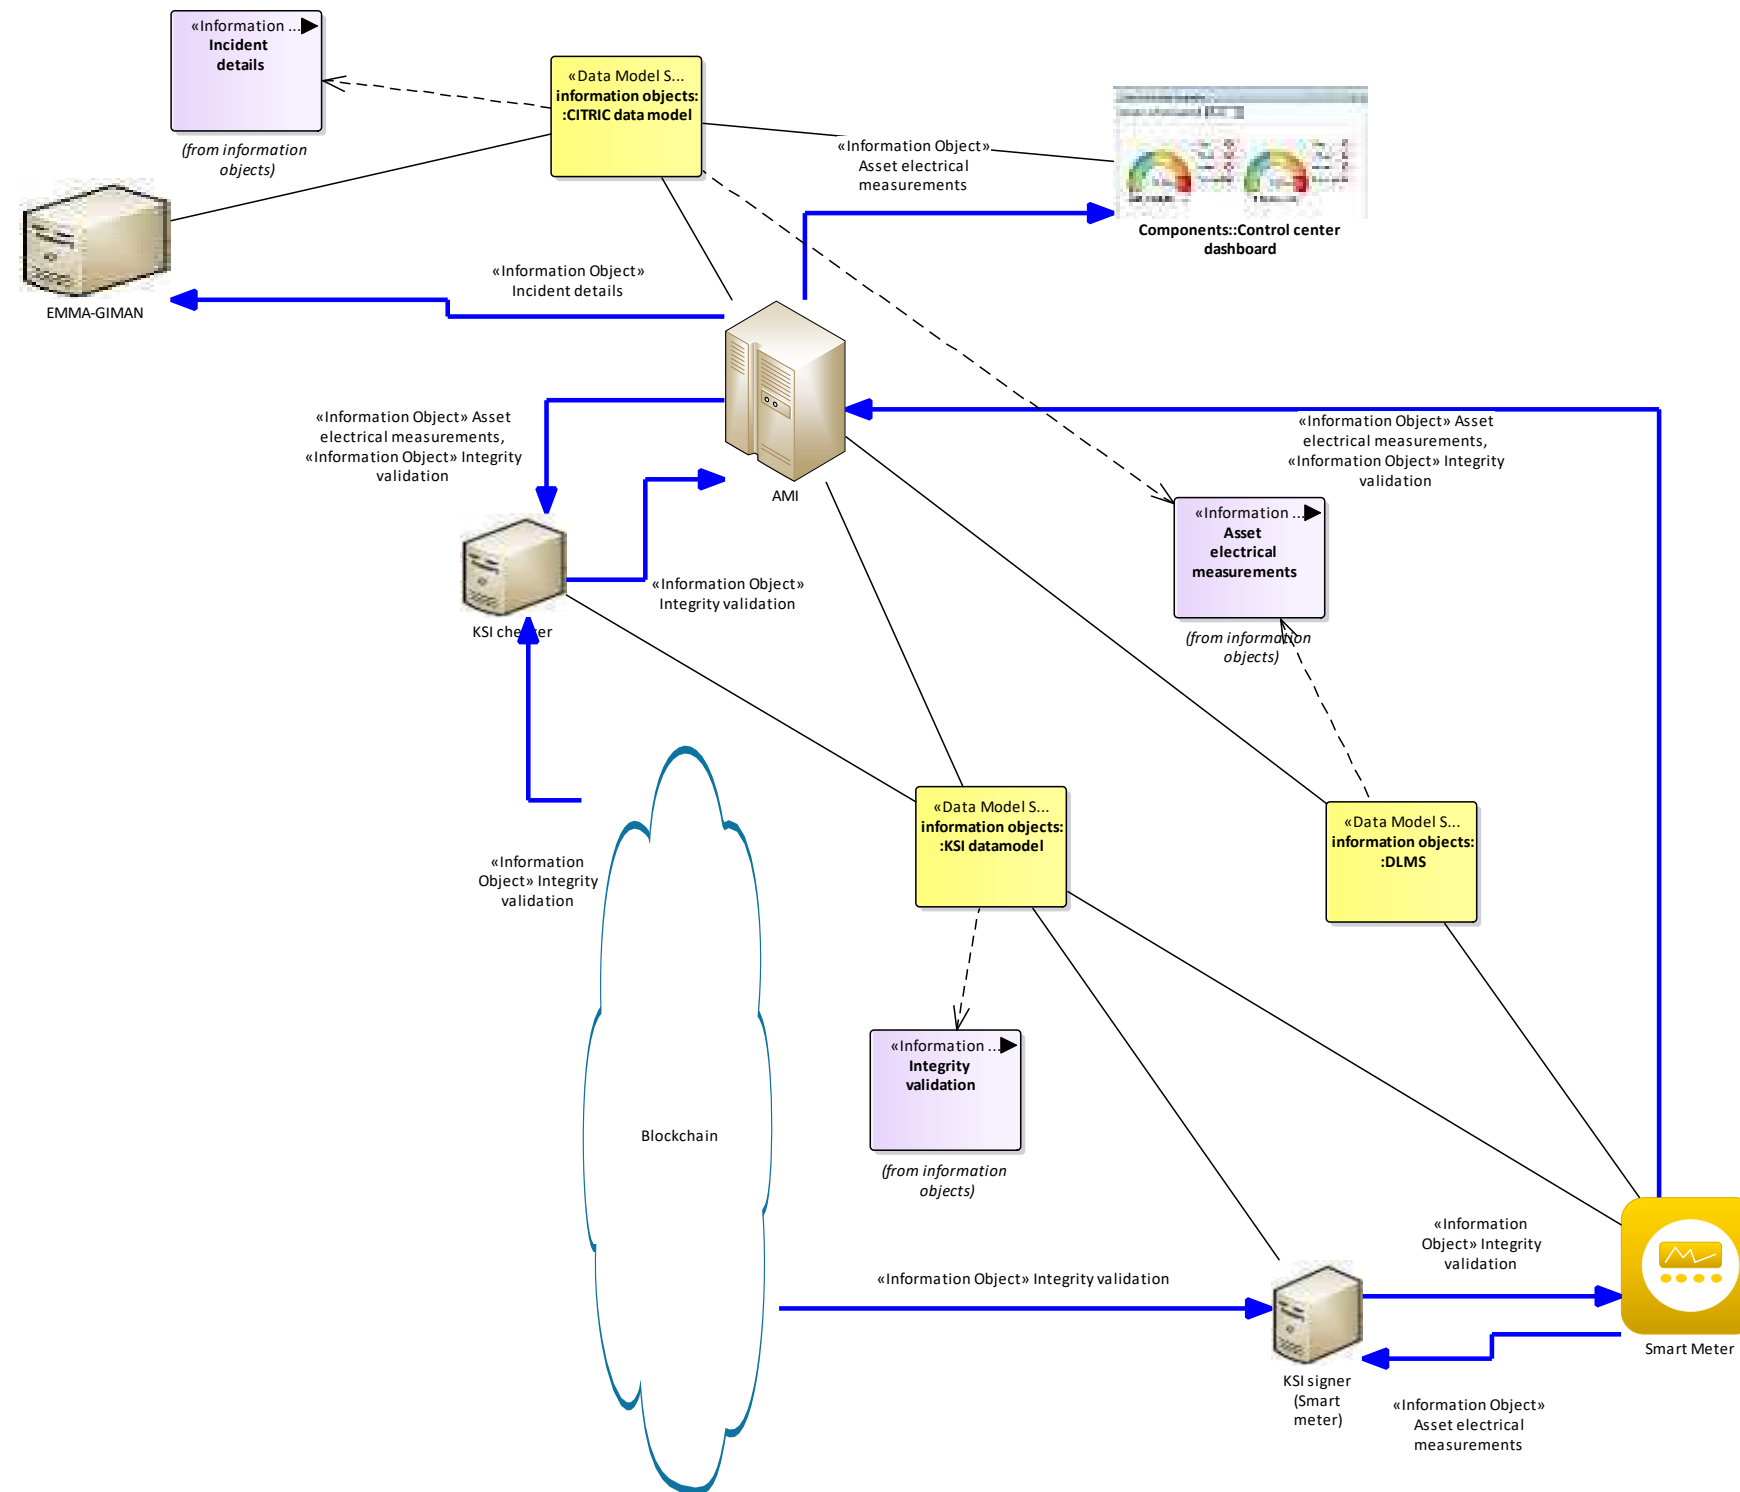 «Information ...
Incident
details
(from information
objects)
«Data Model S...
information objects:
:CITRIC data model
«Information Object»
Asset electrical
measurements
Components::Control center
dashboard
EMMA-GIMAN
«Information Object»
Incident details
AMI
«Information Object» Asset
electrical measurements,
«Information Object» Integrity
validation
«Information Object» Asset
electrical measurements,
«Information Object» Integrity
validation
«Information ...
Asset
electrical
measurements
(from information
objects)
KSI checker
«Information Object»
Integrity validation
«Information
Object» Integrity
validation
«Data Model S...
information objects:
:KSI datamodel
«Data Model S...
information objects:
:DLMS
«Information ...
Integrity
validation
(from information
objects)
Blockchain
«Information Object» Integrity validation
«Information
Object» Integrity
validation
Smart Meter
KSI signer
(Smart
meter)
«Information Object»
Asset electrical
measurements